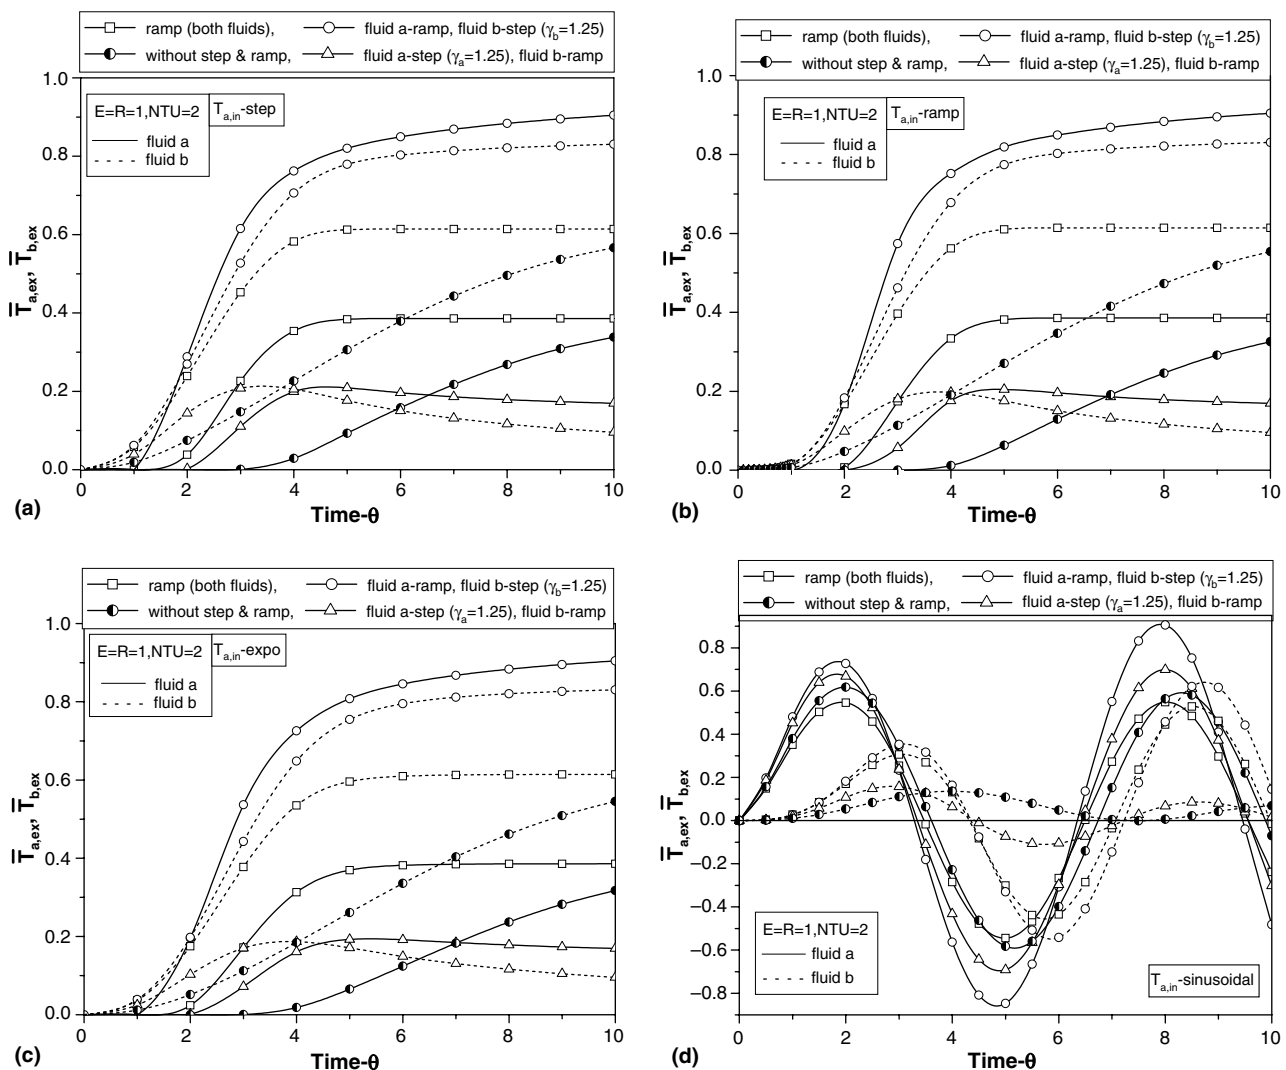 ramp (both fluids), fluid a-ramp, fluid b-step (γb=1.25)
without step & ramp, fluid a-step (γa=1.25), fluid b-ramp
1.0
E=R=1,NTU=2 Ta,in-step
fluid a
fluid b
0.8
0.6
0.4
0.2
0.0
T̅a,ex, T̅b,ex
0 2 4 6 8 10
(a) Time-θ
ramp (both fluids), fluid a-ramp, fluid b-step (γb=1.25)
without step & ramp, fluid a-step (γa=1.25), fluid b-ramp
1.0
E=R=1,NTU=2 Ta,in-ramp
fluid a
fluid b
0.8
0.6
0.4
0.2
0.0
T̅a,ex, T̅b,ex
0 2 4 6 8 10
(b) Time-θ
ramp (both fluids), fluid a-ramp, fluid b-step (γb=1.25)
without step & ramp, fluid a-step (γa=1.25), fluid b-ramp
1.0
E=R=1,NTU=2 Ta,in-expo
fluid a
fluid b
0.8
0.6
0.4
0.2
0.0
T̅a,ex, T̅b,ex
0 2 4 6 8 10
(c) Time-θ
ramp (both fluids), fluid a-ramp, fluid b-step (γb=1.25)
without step & ramp, fluid a-step (γa=1.25), fluid b-ramp
0.8
0.6
0.4
0.2
0.0
−0.2
−0.4
−0.6
−0.8
T̅a,ex, T̅b,ex
E=R=1,NTU=2
fluid a
fluid b
Ta,in-sinusoidal
0 2 4 6 8 10
(d) Time-θ